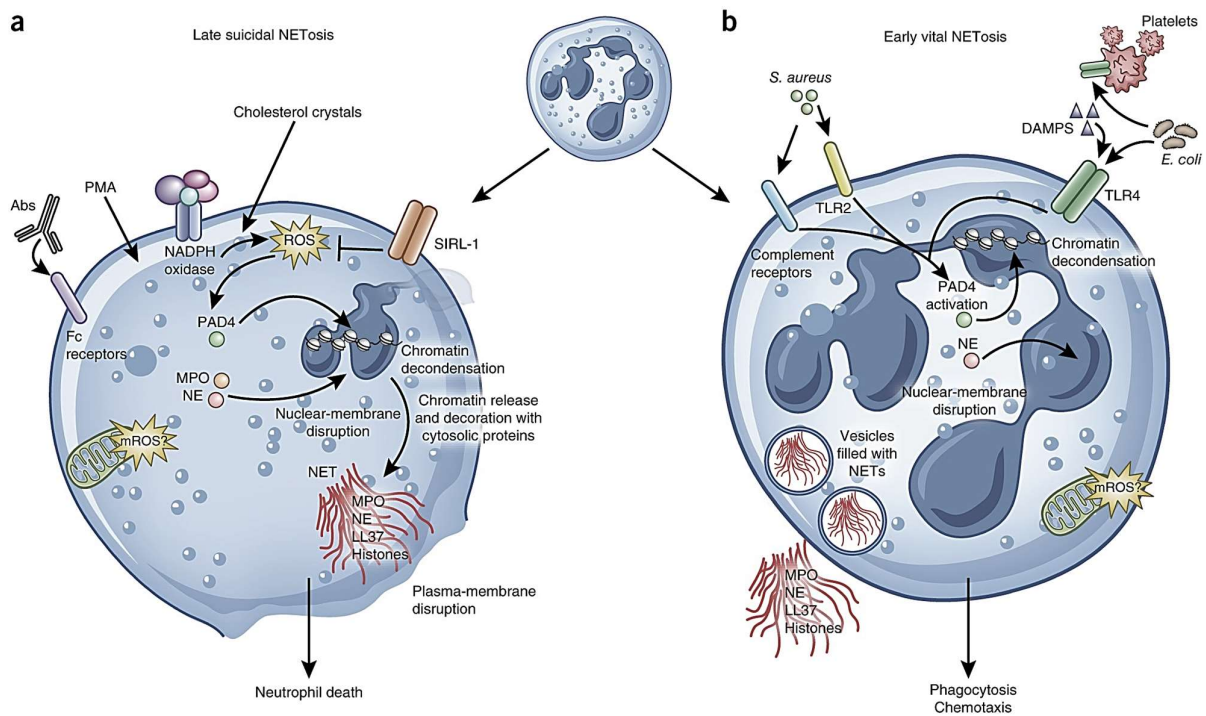 a
Late suicidal NETosis
Cholesterol crystals
PMA
Abs
NADPH
oxidase
ROS
SIRL-1
PAD4
Fc
receptors
MPO
NE
Chromatin
decondensation
Nuclear-membrane
disruption
Chromatin release
and decoration with
cytosolic proteins
mROS?
NET
MPO
NE
LL37
Histones
Plasma-membrane
disruption
Neutrophil death
b
Early vital NETosis
Platelets
S. aureus
DAMPS
E. coli
TLR2
TLR4
Complement
receptors
Chromatin
decondensation
PAD4
activation
NE
Nuclear-membrane
disruption
Vesicles
filled with
NETs
mROS?
MPO
NE
LL37
Histones
Phagocytosis
Chemotaxis